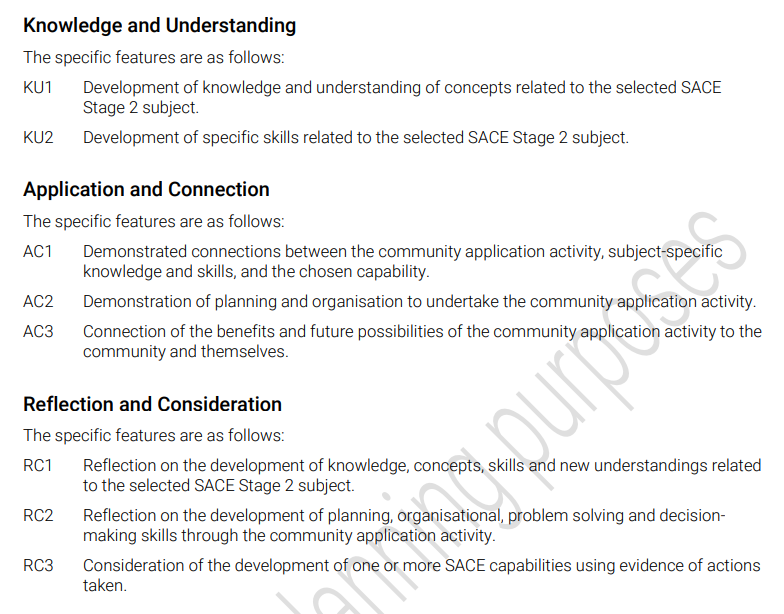 Knowledge and Understanding
The specific features are as follows:
KU1 Development of knowledge and understanding of concepts related to the selected SACE
Stage 2 subject.
KU2 Development of specific skills related to the selected SACE Stage 2 subject.
Application and Connection
The specific features are as follows:
AC1 Demonstrated connections between the community application activity, subject-specific
knowledge and skills, and the chosen capability.
AC2 Demonstration of planning and organisation to undertake the community application activity.
AC3 Connection of the benefits and future possibilities of the community application activity to the
community and themselves.
Reflection and Consideration
The specific features are as follows:
RC1 Reflection on the development of knowledge, concepts, skills and new understandings related
to the selected SACE Stage 2 subject.
RC2 Reflection on the development of planning, organisational, problem solving and decision-
making skills through the community application activity.
RC3 Consideration of the development of one or more SACE capabilities using evidence of actions
taken.
lanning purposes